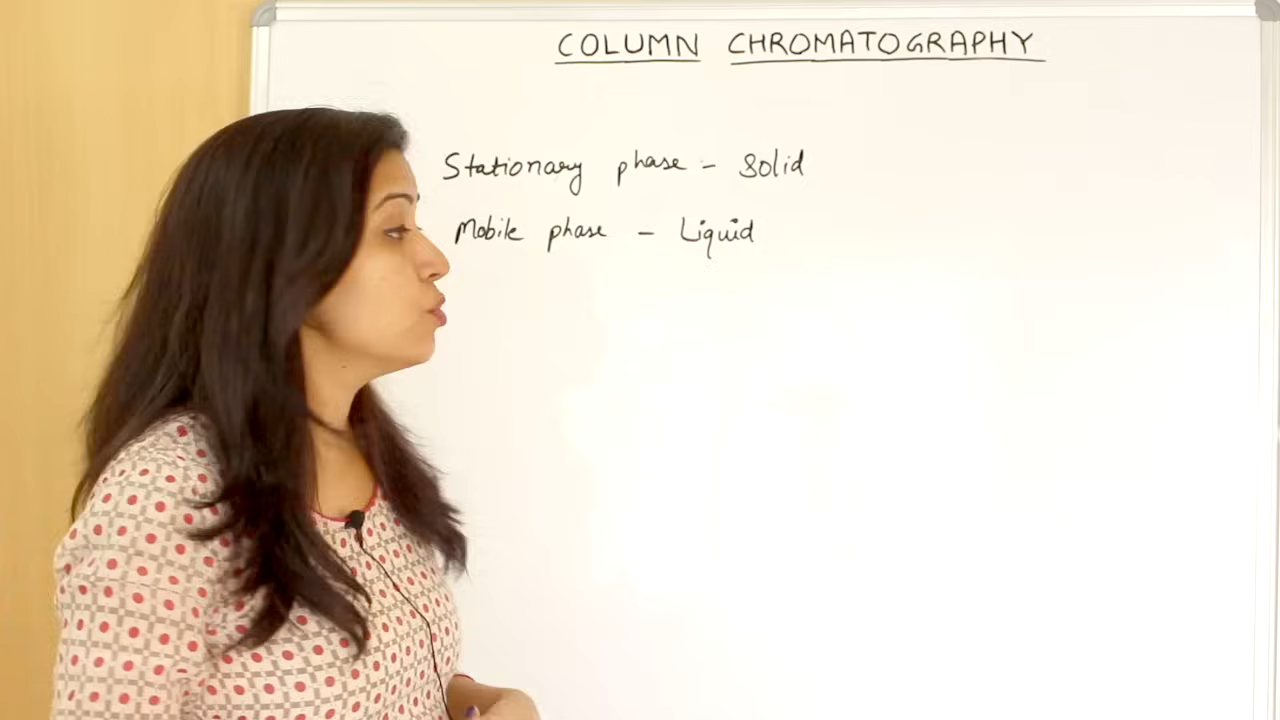 COLUMN CHROMATOGRAPHY
Stationary phase - Solid
Mobile phase - Liquid